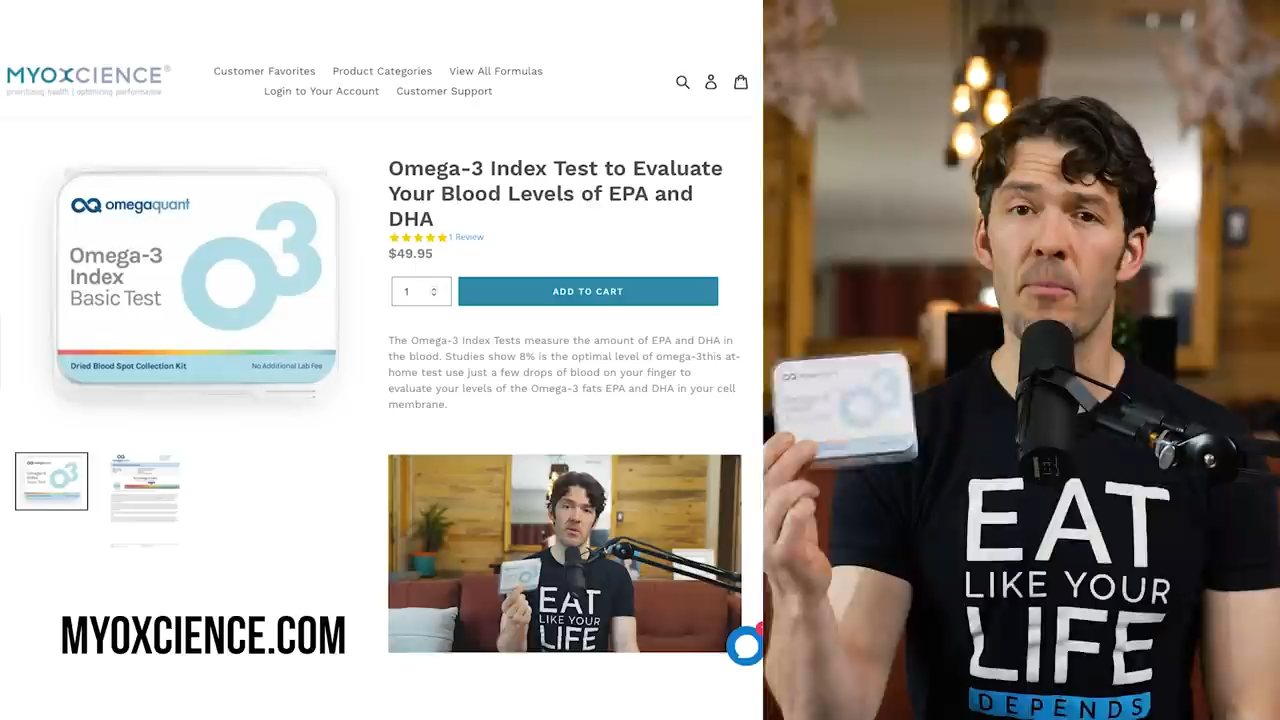 MYOXCIENCE®
prioritizing health | optimizing performance
Customer Favorites Product Categories View All Formulas
Login to Your Account Customer Support
omegaquant
Omega-3
Index
Basic Test
O3
Dried Blood Spot Collection Kit No Additional Lab Fee
Omega-3 Index Test to Evaluate
Your Blood Levels of EPA and
DHA
1 Review
$49.95
1 ADD TO CART
The Omega-3 Index Tests measure the amount of EPA and DHA in
the blood. Studies show 8% is the optimal level of omega-3this at-
home test use just a few drops of blood on your finger to
evaluate your levels of the Omega-3 fats EPA and DHA in your cell
membrane.
EAT
LIKE YOUR
LIFE
MYOXCIENCE.COM
O3
EAT
LIKE YOUR
LIFE
DEPENDS